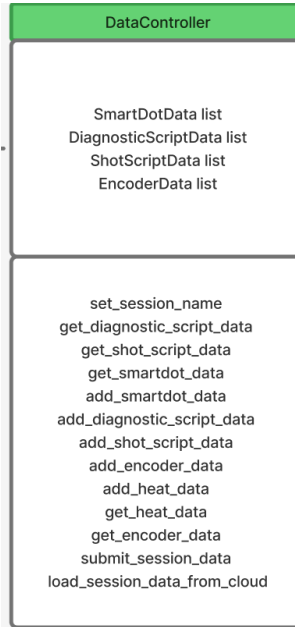 DataController
SmartDotData list
DiagnosticScriptData list
ShotScriptData list
EncoderData list
set_session_name
get_diagnostic_script_data
get_shot_script_data
get_smartdot_data
add_smartdot_data
add_diagnostic_script_data
add_shot_script_data
add_encoder_data
add_heat_data
get_heat_data
get_encoder_data
submit_session_data
load_session_data_from_cloud